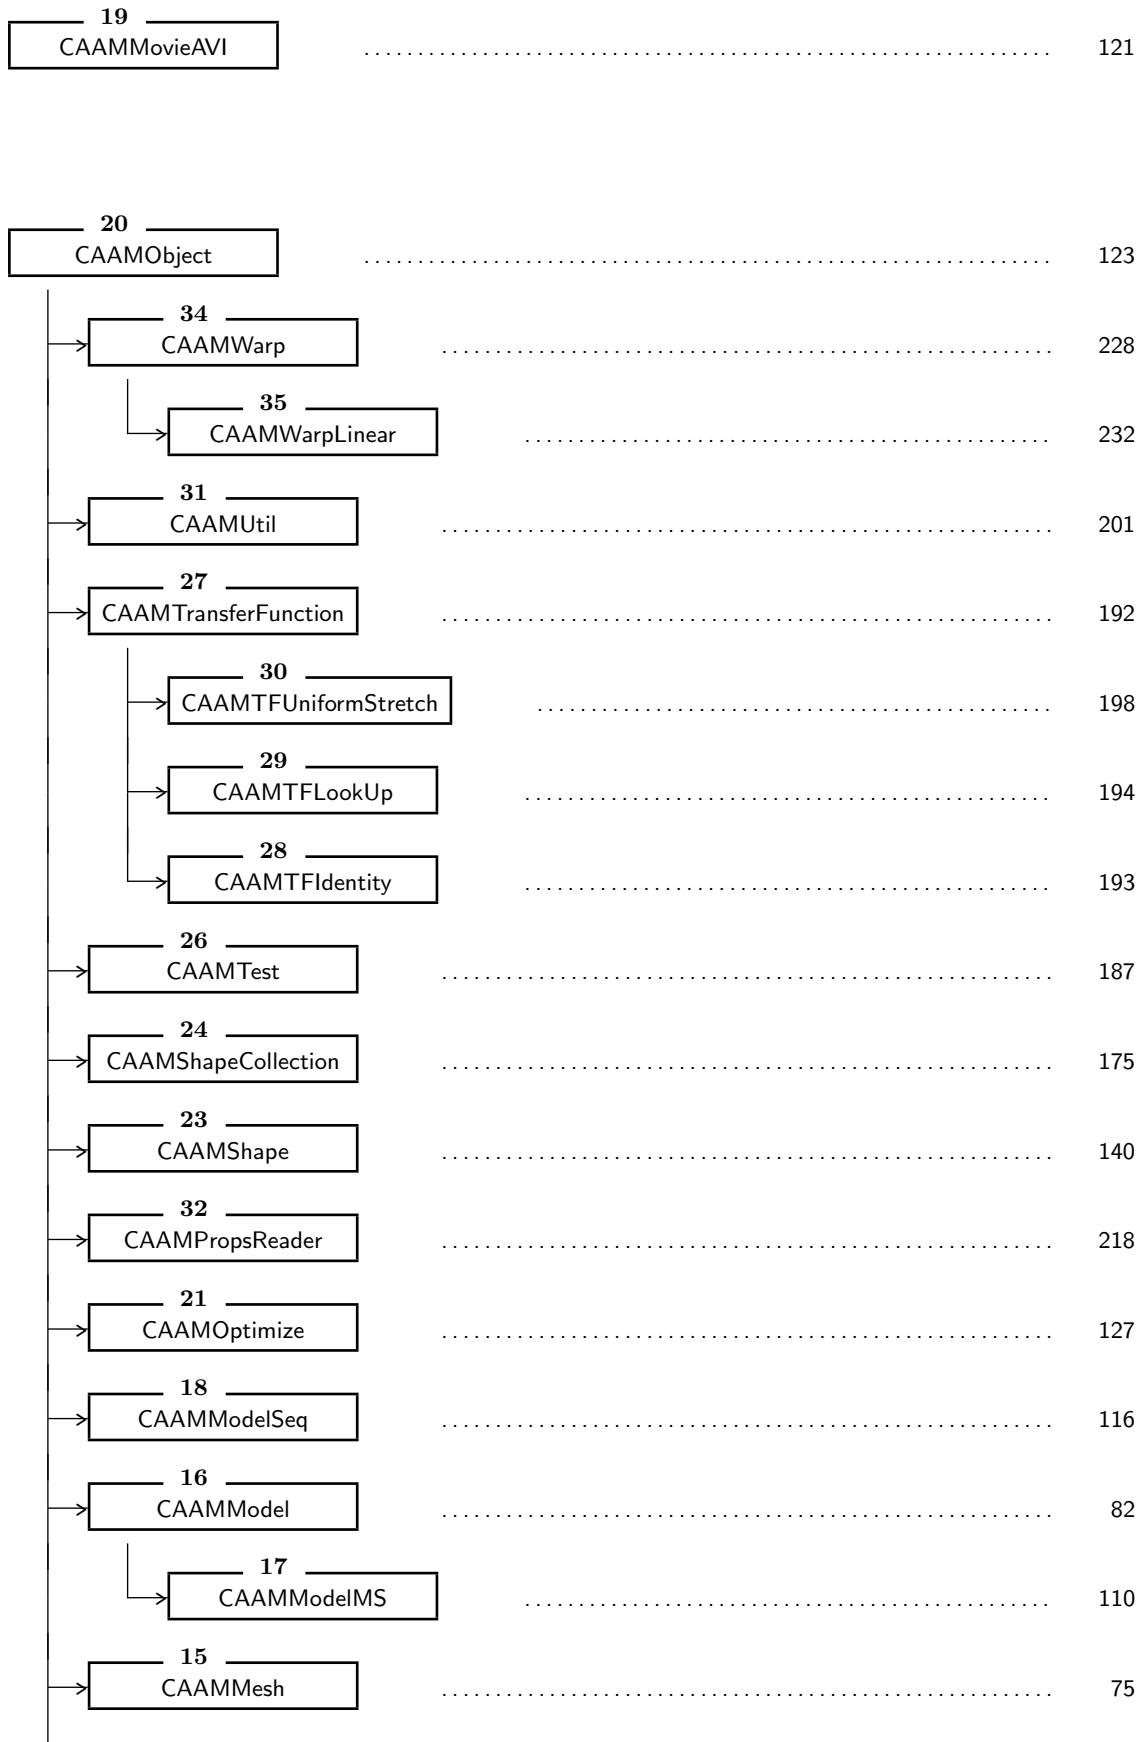 19
CAAMMovieAVI ........................................ 121
20
CAAMObject ........................................ 123
34
CAAMWarp ........................................ 228
35
CAAMWarpLinear ........................................ 232
31
CAAMUtil ........................................ 201
27
CAAMTransferFunction ........................................ 192
30
CAAMTFUniformStretch ........................................ 198
29
CAAMTFLookUp ........................................ 194
28
CAAMTFIdentity ........................................ 193
26
CAAMTest ........................................ 187
24
CAAMShapeCollection ........................................ 175
23
CAAMShape ........................................ 140
32
CAAMPropsReader ........................................ 218
21
CAAMOptimize ........................................ 127
18
CAAMModelSeq ........................................ 116
16
CAAMModel ........................................ 82
17
CAAMModelMS ........................................ 110
15
CAAMMesh ........................................ 75